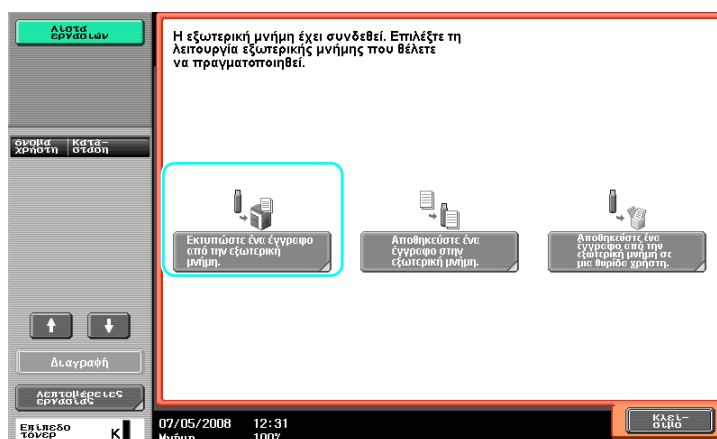 Λίστα
εργασιών
όνομα Κατά-
χρήστη σταση
Διαγραφή
Λεπτομέρειες
εργασίας
Επίπεδο
τόνερ Κ
Η εξωτερική μνήμη έχει συνδεθεί. Επιλέξτε τη
λειτουργία εξωτερικής μνήμης που θέλετε
να πραγματοποιηθεί.
Εκτυπώστε ένα έγγραφο
από την εξωτερική
μνήμη.
Αποθηκεύστε ένα
έγγραφο στην
εξωτερική μνήμη.
Αποθηκεύστε ένα
έγγραφο από την
εξωτερική μνήμη σε
μια θυρίδα χρήστη.
07/05/2008 12:31
Μνήμη 100%
Κλεί-
σιμο